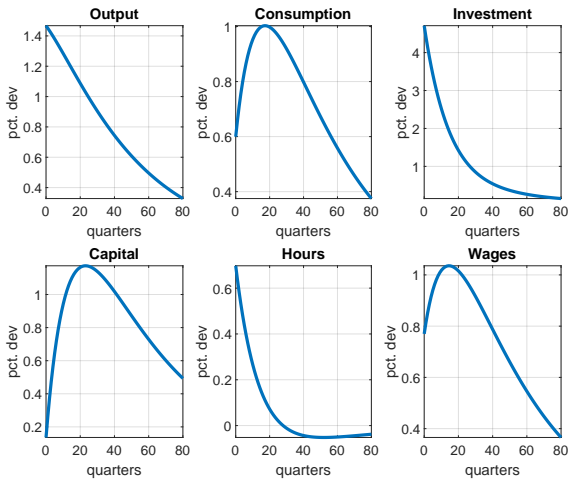 Output
pct. dev
1.4
1.2
1
0.8
0.6
0.4
0 20 40 60 80
quarters
Consumption
pct. dev
1
0.8
0.6
0.4
0 20 40 60 80
quarters
Investment
pct. dev
4
3
2
1
0 20 40 60 80
quarters
Capital
pct. dev
1
0.8
0.6
0.4
0.2
0 20 40 60 80
quarters
Hours
pct. dev
0.6
0.4
0.2
0
0 20 40 60 80
quarters
Wages
pct. dev
1
0.8
0.6
0.4
0 20 40 60 80
quarters